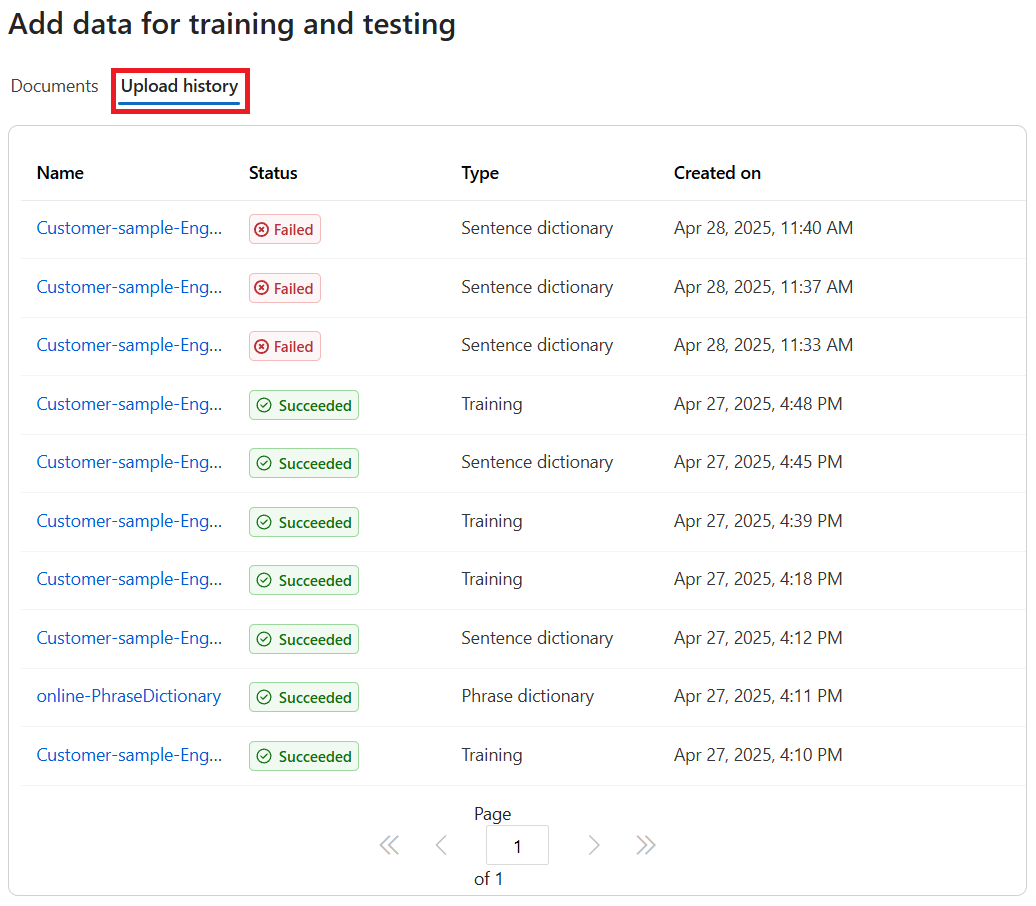 Add data for training and testing
Documents Upload history
Name Status Type Created on
Customer-sample-Eng... Failed Sentence dictionary Apr 28, 2025, 11:40 AM
Customer-sample-Eng... Failed Sentence dictionary Apr 28, 2025, 11:37 AM
Customer-sample-Eng... Failed Sentence dictionary Apr 28, 2025, 11:33 AM
Customer-sample-Eng... Succeeded Training Apr 27, 2025, 4:48 PM
Customer-sample-Eng... Succeeded Sentence dictionary Apr 27, 2025, 4:45 PM
Customer-sample-Eng... Succeeded Training Apr 27, 2025, 4:39 PM
Customer-sample-Eng... Succeeded Training Apr 27, 2025, 4:18 PM
Customer-sample-Eng... Succeeded Sentence dictionary Apr 27, 2025, 4:12 PM
online-PhraseDictionary Succeeded Phrase dictionary Apr 27, 2025, 4:11 PM
Customer-sample-Eng... Succeeded Training Apr 27, 2025, 4:10 PM
Page
1
of 1